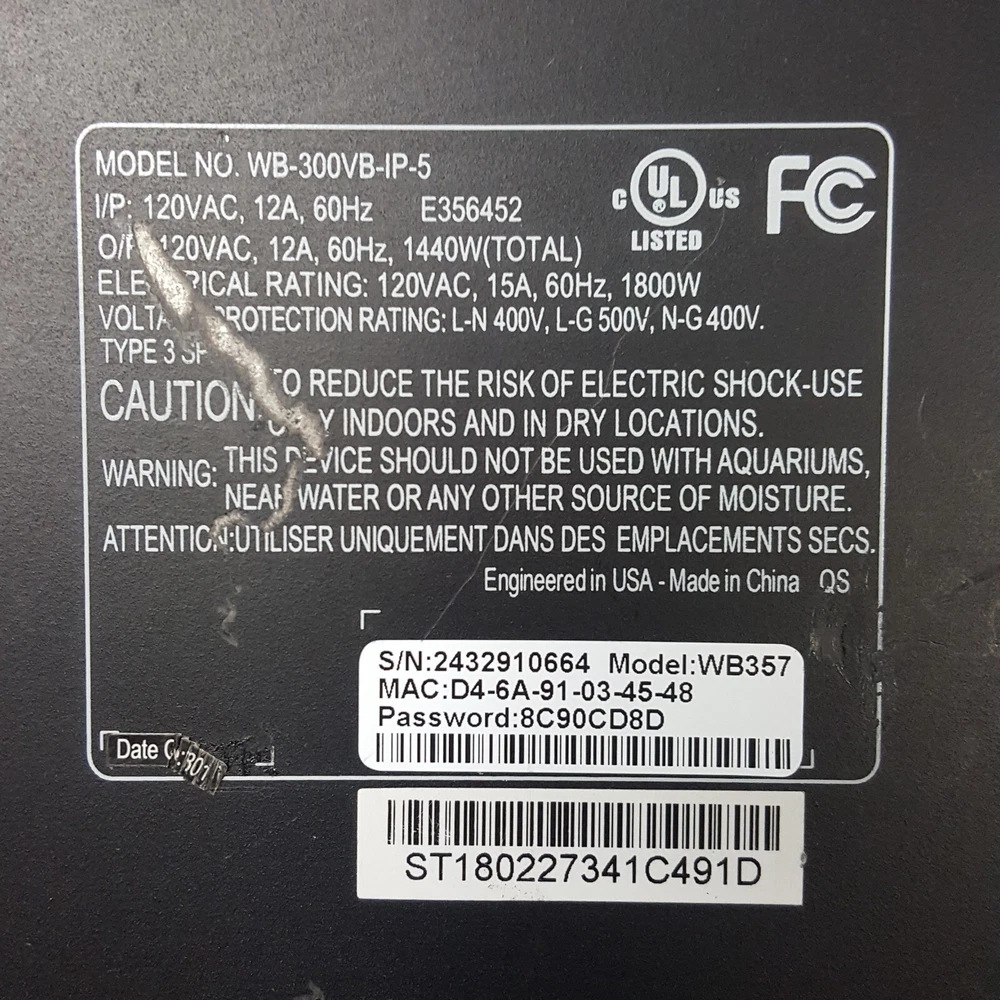 MODEL NO. WB-300VB-IP-5
I/P: 120VAC, 12A, 60Hz E356452
C UL US
® LISTED
FC
120VAC, 12A, 60Hz, 1440W(TOTAL)
RATING: 120VAC, 15A, 60Hz, 1800W
PROTECTION RATING: L-N 400V, L-G 500V, N-G 400V.
TYPE 3
CAUTION: TO REDUCE THE RISK OF ELECTRIC SHOCK-USE
INDOORS AND IN DRY LOCATIONS.
WARNING: THIS DEVICE SHOULD NOT BE USED WITH AQUARIUMS,
NEAR WATER OR ANY OTHER SOURCE OF MOISTURE.
ATTENTION:UTILISER UNIQUEMENT DANS DES EMPLACEMENTS SECS.
Engineered in USA - Made in China QS
S/N:2432910664 Model:WB357
MAC:D4-6A-91-03-45-48
Password:8C90CD8D
Date
ST180227341C491D